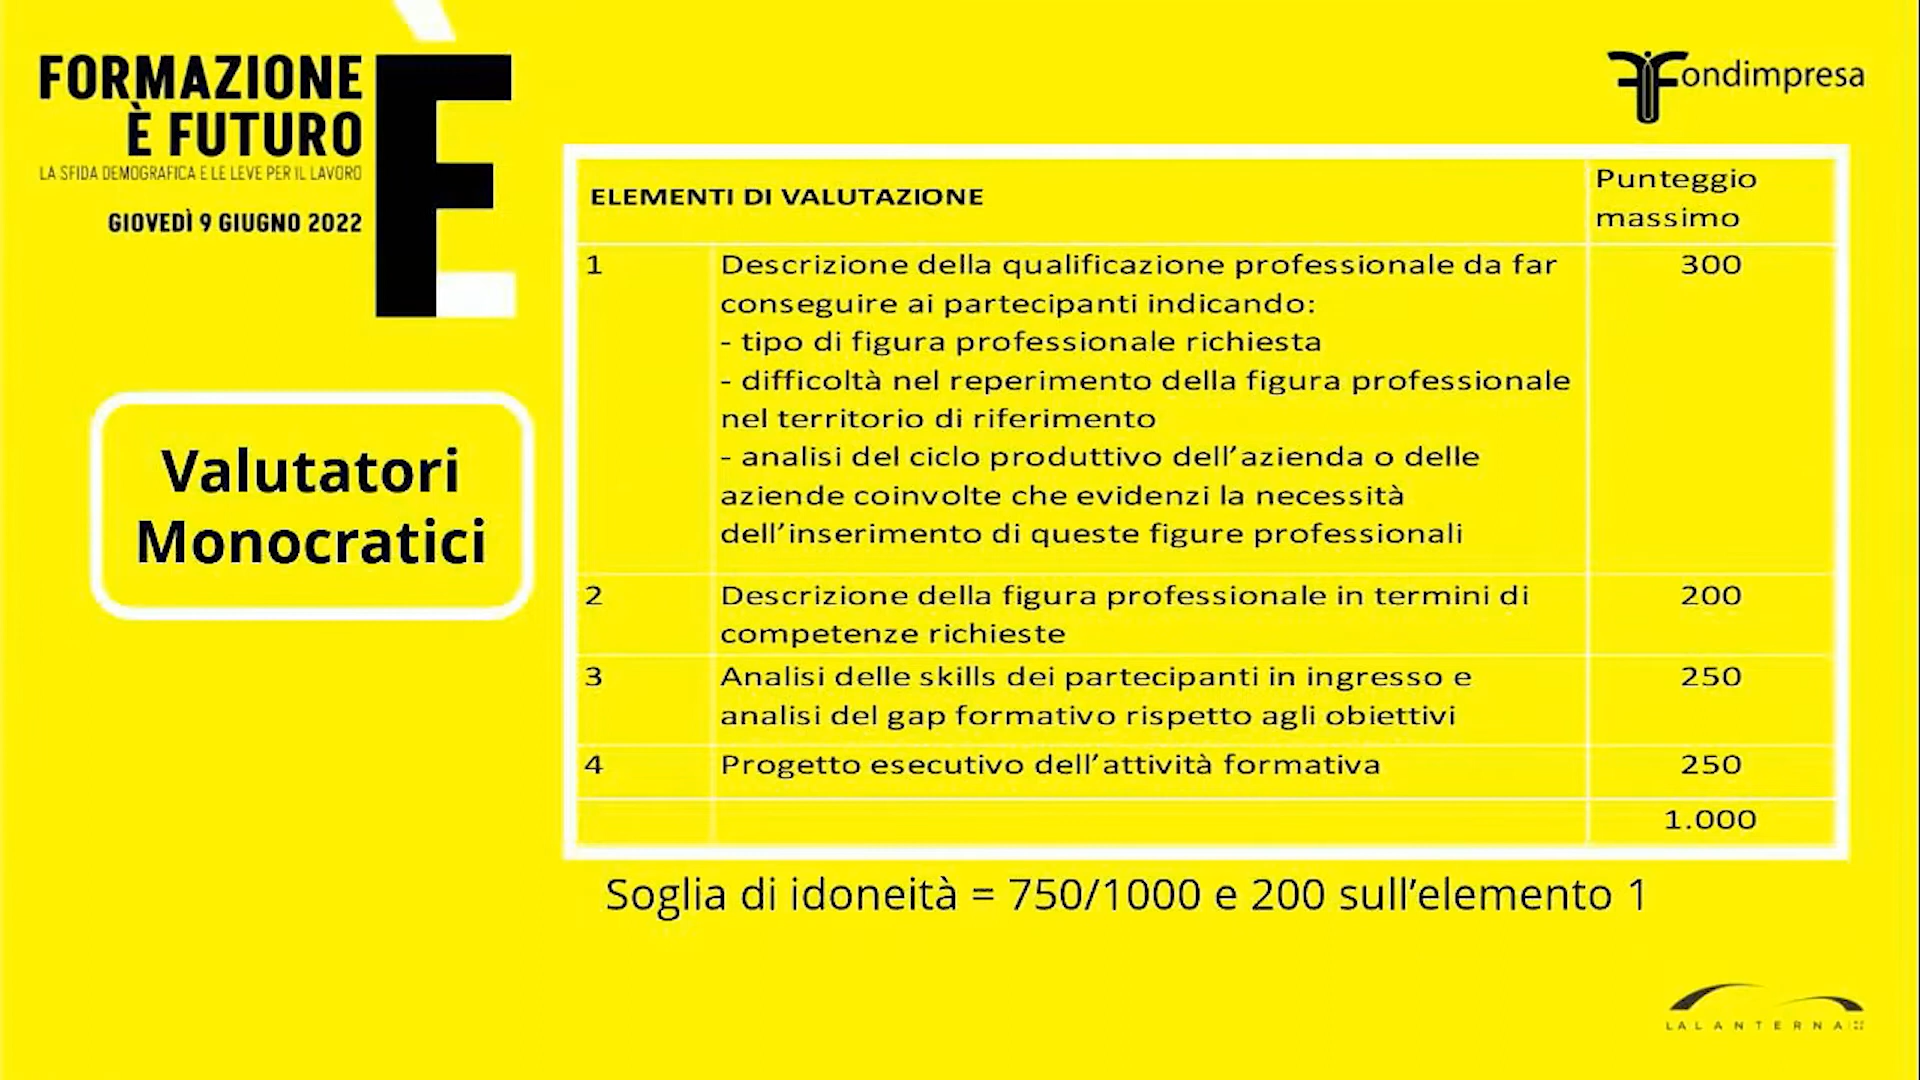 FORMAZIONE
È FUTURO
LA SFIDA DEMOGRAFICA E LE LEVE PER IL LAVORO
GIOVEDÌ 9 GIUGNO 2022
È
Fondimpresa
Valutatori
Monocratici
ELEMENTI DI VALUTAZIONE
Punteggio
massimo
1
Descrizione della qualificazione professionale da far
300
conseguire ai partecipanti indicando:
- tipo di figura professionale richiesta
- difficoltà nel reperimento della figura professionale
nel territorio di riferimento
- analisi del ciclo produttivo dell’azienda o delle
aziende coinvolte che evidenzi la necessità
dell’inserimento di queste figure professionali
2
Descrizione della figura professionale in termini di
200
competenze richieste
3
Analisi delle skills dei partecipanti in ingresso e
250
analisi del gap formativo rispetto agli obiettivi
4
Progetto esecutivo dell’attività formativa
250
1.000
Soglia di idoneità = 750/1000 e 200 sull’elemento 1
LALANTERNA